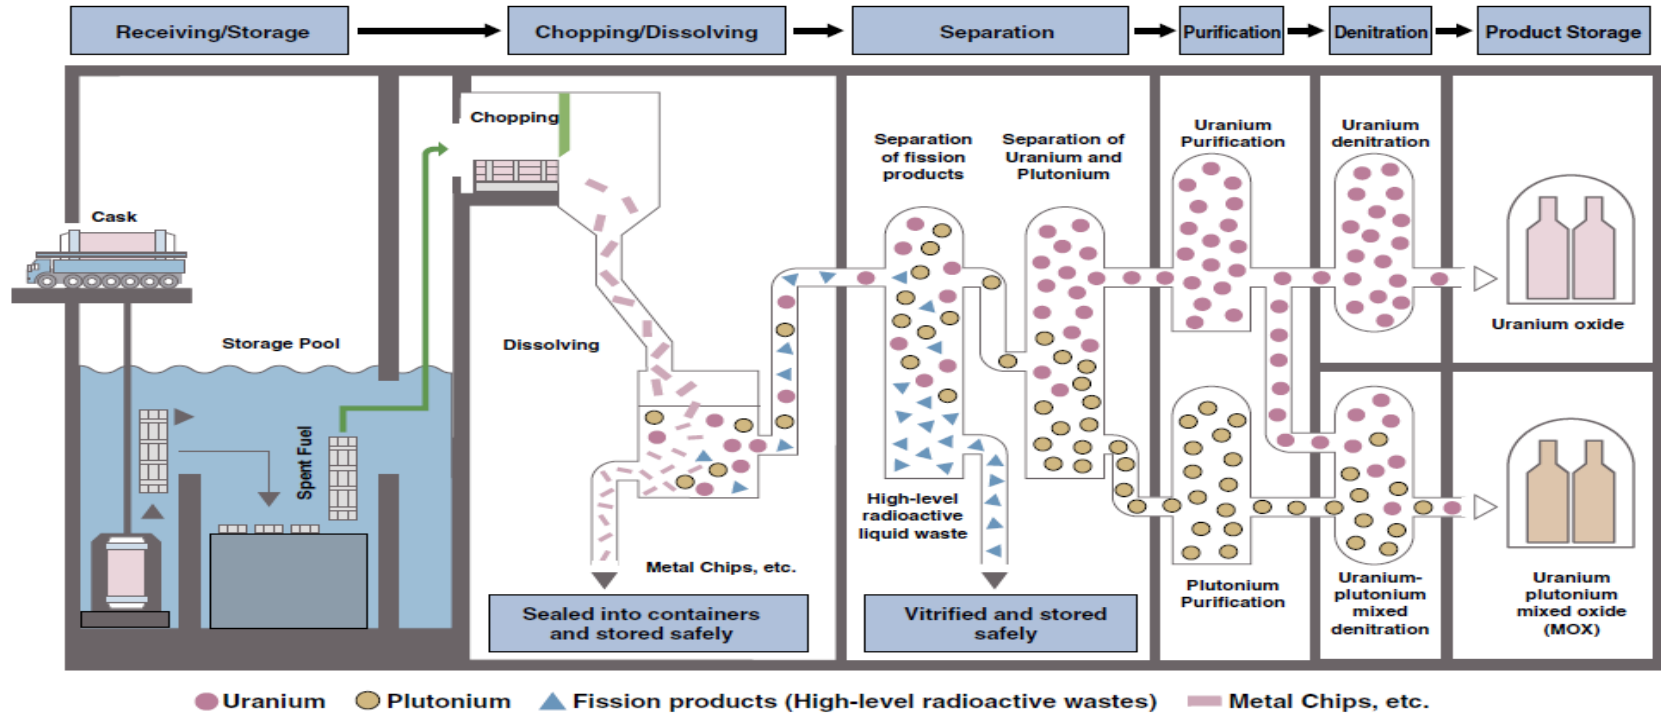 Receiving/Storage
Chopping/Dissolving
Separation
Purification
Denitration
Product Storage
Cask
Storage Pool
Spent Fuel
Chopping
Dissolving
Metal Chips, etc.
Sealed into containers
and stored safely
Separation
of fission
products
Separation of
Uranium and
Plutonium
High-level
radioactive
liquid waste
Vitrified and stored
safely
Uranium
Purification
Plutonium
Purification
Uranium
denitration
Uranium-
plutonium
mixed
denitration
Uranium oxide
Uranium
plutonium
mixed oxide
(MOX)
Uranium
Plutonium
Fission products (High-level radioactive wastes)
Metal Chips, etc.